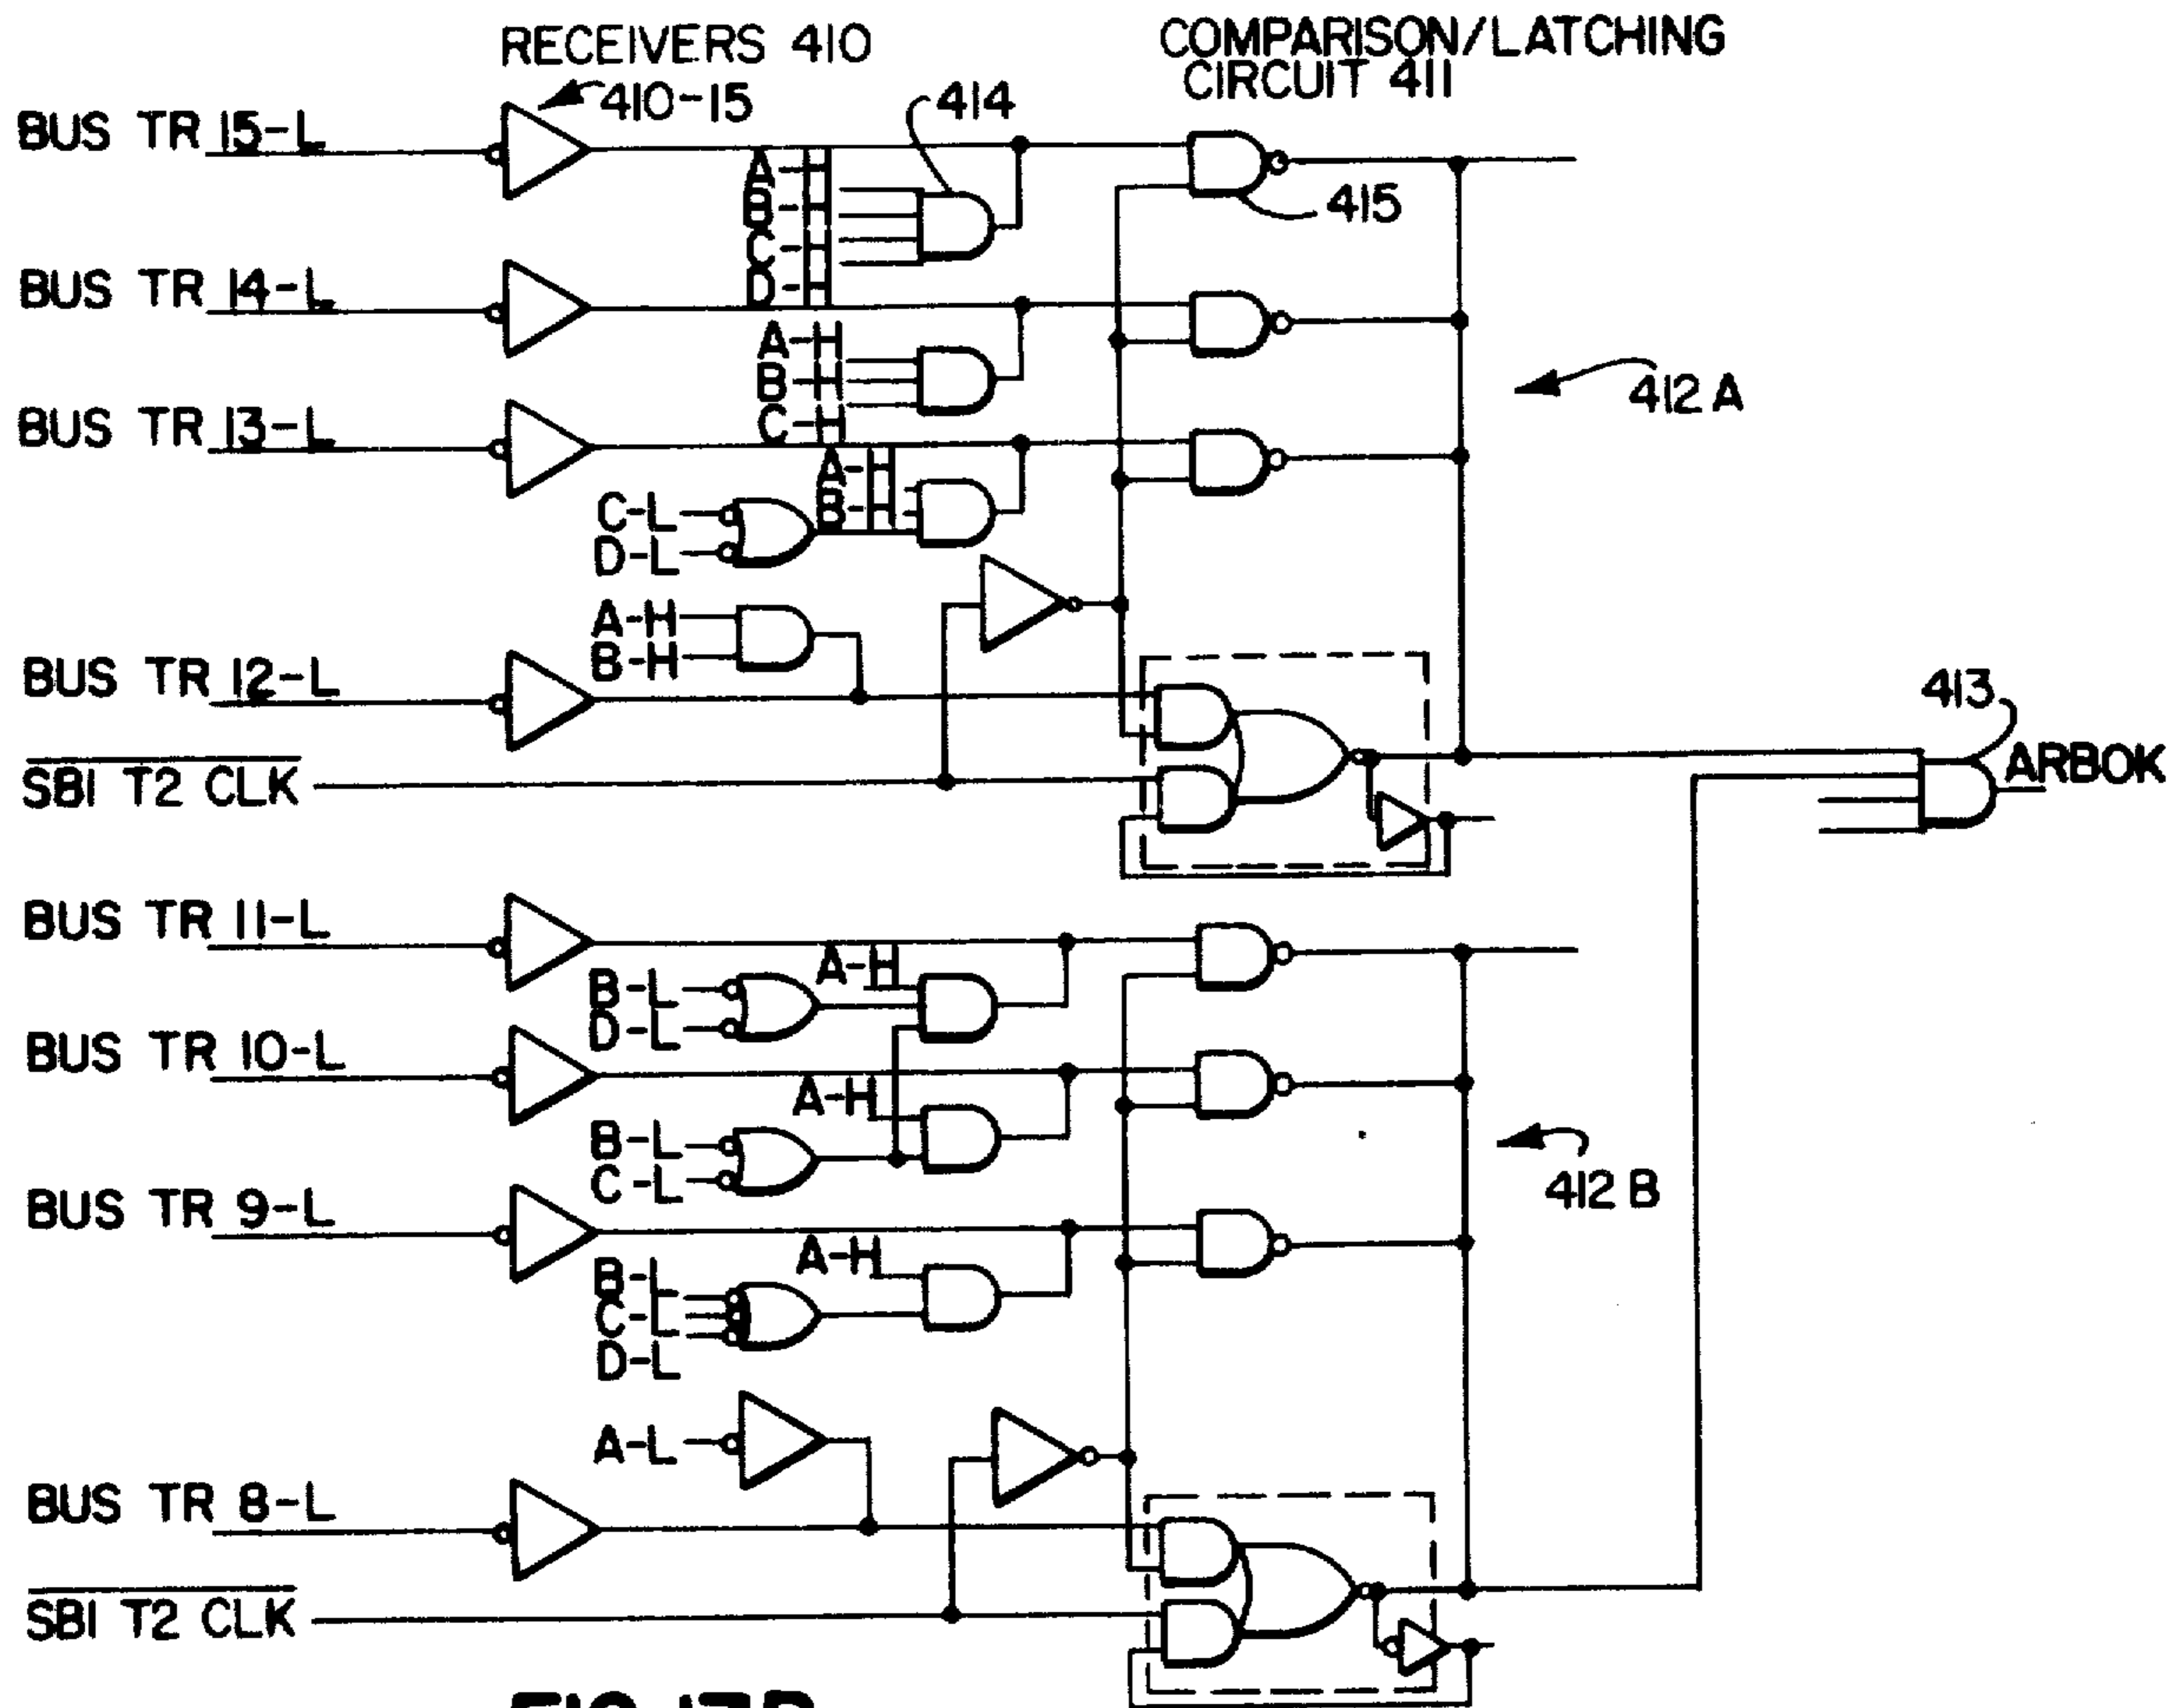 RECEIVERS 410
COMPARISON/LATCHING
CIRCUIT 411
410-15
414
BUS TR 15-L
A-H
B-H
C-H
D-H
415
BUS TR 14-L
A-H
B-H
C-H
412A
BUS TR 13-L
A-H
B-H
C-L
D-L
A-H
B-H
BUS TR 12-L
413
SBI T2 CLK
ARBOK
BUS TR 11-L
A-H
B-L
D-L
BUS TR 10-L
A-H
B-L
C-L
412B
BUS TR 9-L
A-H
B-L
C-L
D-L
A-L
BUS TR 8-L
SBI T2 CLK